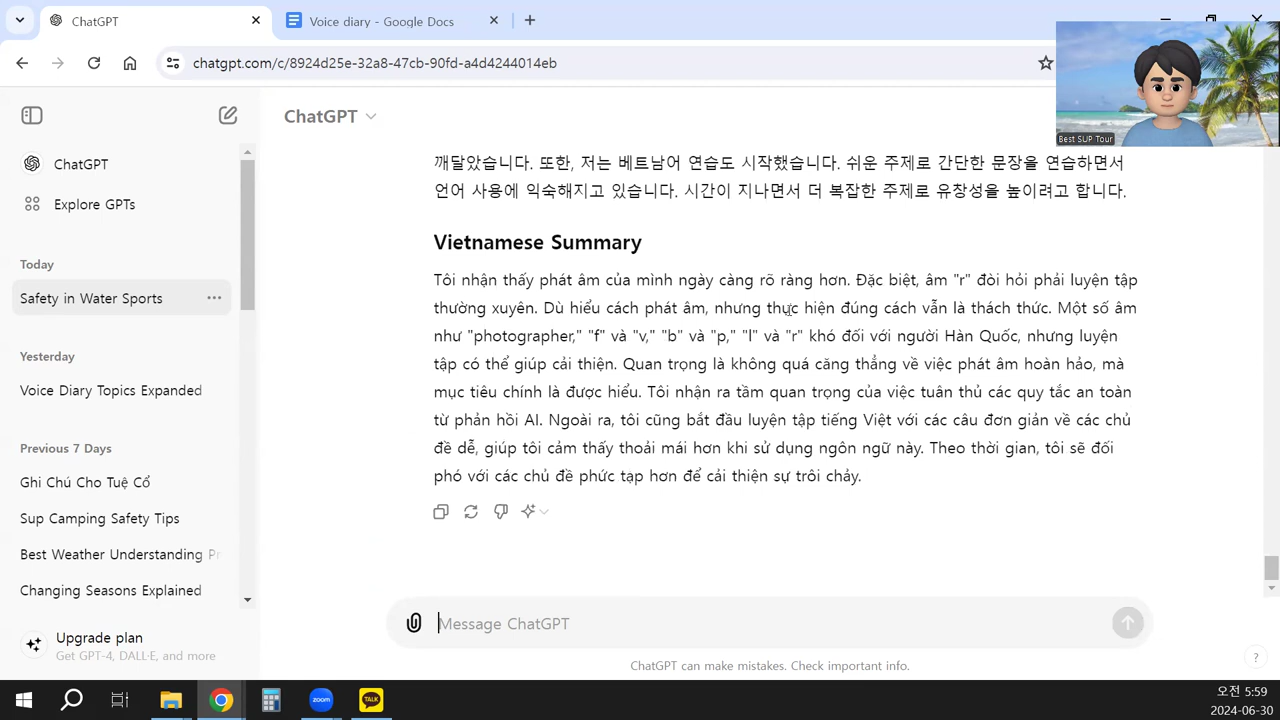 ChatGPT
Voice diary - Google Docs
chatgpt.com/c/8924d25e-32a8-47cb-90fd-a4d4244014eb
Best SUP Tour
ChatGPT
ChatGPT
Explore GPTs
Today
Safety in Water Sports
Yesterday
Voice Diary Topics Expanded
Previous 7 Days
Ghi Chú Cho Tuệ Cổ
Sup Camping Safety Tips
Best Weather Understanding Pr
Changing Seasons Explained
Upgrade plan
Get GPT-4, DALL·E, and more
깨달았습니다. 또한, 저는 베트남어 연습도 시작했습니다. 쉬운 주제로 간단한 문장을 연습하면서
언어 사용에 익숙해지고 있습니다. 시간이 지나면서 더 복잡한 주제로 유창성을 높이려고 합니다.
Vietnamese Summary
Tôi nhận thấy phát âm của mình ngày càng rõ ràng hơn. Đặc biệt, âm "r" đòi hỏi phải luyện tập
thường xuyên. Dù hiểu cách phát âm, nhưng thực hiện đúng cách vẫn là thách thức. Một số âm
như "photographer," "f" và "v," "b" và "p," "l" và "r" khó đối với người Hàn Quốc, nhưng luyện
tập có thể giúp cải thiện. Quan trọng là không quá căng thẳng về việc phát âm hoàn hảo, mà
mục tiêu chính là được hiểu. Tôi nhận ra tầm quan trọng của việc tuân thủ các quy tắc an toàn
từ phản hồi AI. Ngoài ra, tôi cũng bắt đầu luyện tập tiếng Việt với các câu đơn giản về các chủ
đề dễ, giúp tôi cảm thấy thoải mái hơn khi sử dụng ngôn ngữ này. Theo thời gian, tôi sẽ đối
phó với các chủ đề phức tạp hơn để cải thiện sự trôi chảy.
Message ChatGPT
ChatGPT can make mistakes. Check important info.
?
zoom
TALK
오전 5:59
2024-06-30